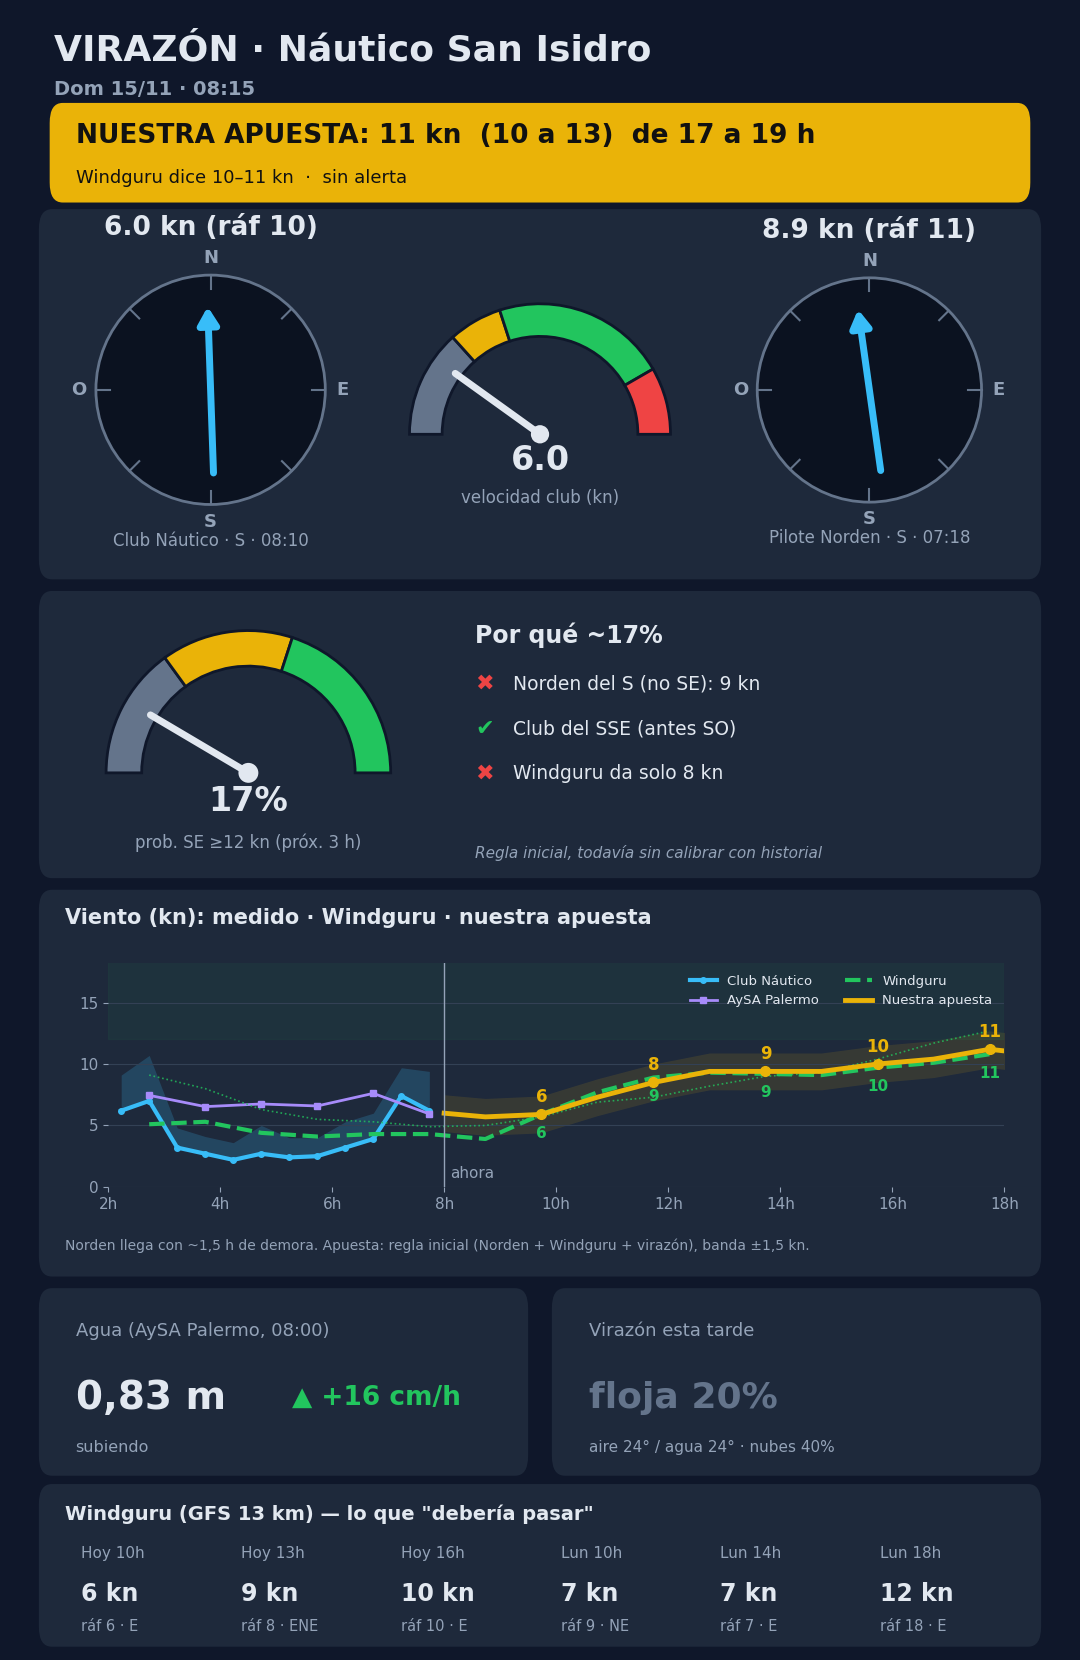 VIRAZÓN · Náutico San Isidro
Dom 15/11 · 08:15
NUESTRA APUESTA: 11 kn (10 a 13) de 17 a 19 h
Windguru dice 10–11 kn · sin alerta
6.0 kn (ráf 10)
N
O
E
S
Club Náutico · S · 08:10
6.0
velocidad club (kn)
8.9 kn (ráf 11)
N
O
E
S
Pilote Norden · S · 07:18
17%
prob. SE ≥12 kn (próx. 3 h)
Por qué ~17%
✖ Norden del S (no SE): 9 kn
✔ Club del SSE (antes SO)
✖ Windguru da solo 8 kn
Regla inicial, todavía sin calibrar con historial
Viento (kn): medido · Windguru · nuestra apuesta
Club Náutico
AySA Palermo
Windguru
Nuestra apuesta
15
10
5
0
6
8
9
10
11
6
9
9
10
11
ahora
2h 4h 6h 8h 10h 12h 14h 16h 18h
Norden llega con ~1,5 h de demora. Apuesta: regla inicial (Norden + Windguru + virazón), banda ±1,5 kn.
Agua (AySA Palermo, 08:00)
0,83 m ▲ +16 cm/h
subiendo
Virazón esta tarde
floja 20%
aire 24° / agua 24° · nubes 40%
Windguru (GFS 13 km) — lo que "debería pasar"
Hoy 10h Hoy 13h Hoy 16h Lun 10h Lun 14h Lun 18h
6 kn 9 kn 10 kn 7 kn 7 kn 12 kn
ráf 6 · E ráf 8 · ENE ráf 10 · E ráf 9 · NE ráf 7 · E ráf 18 · E